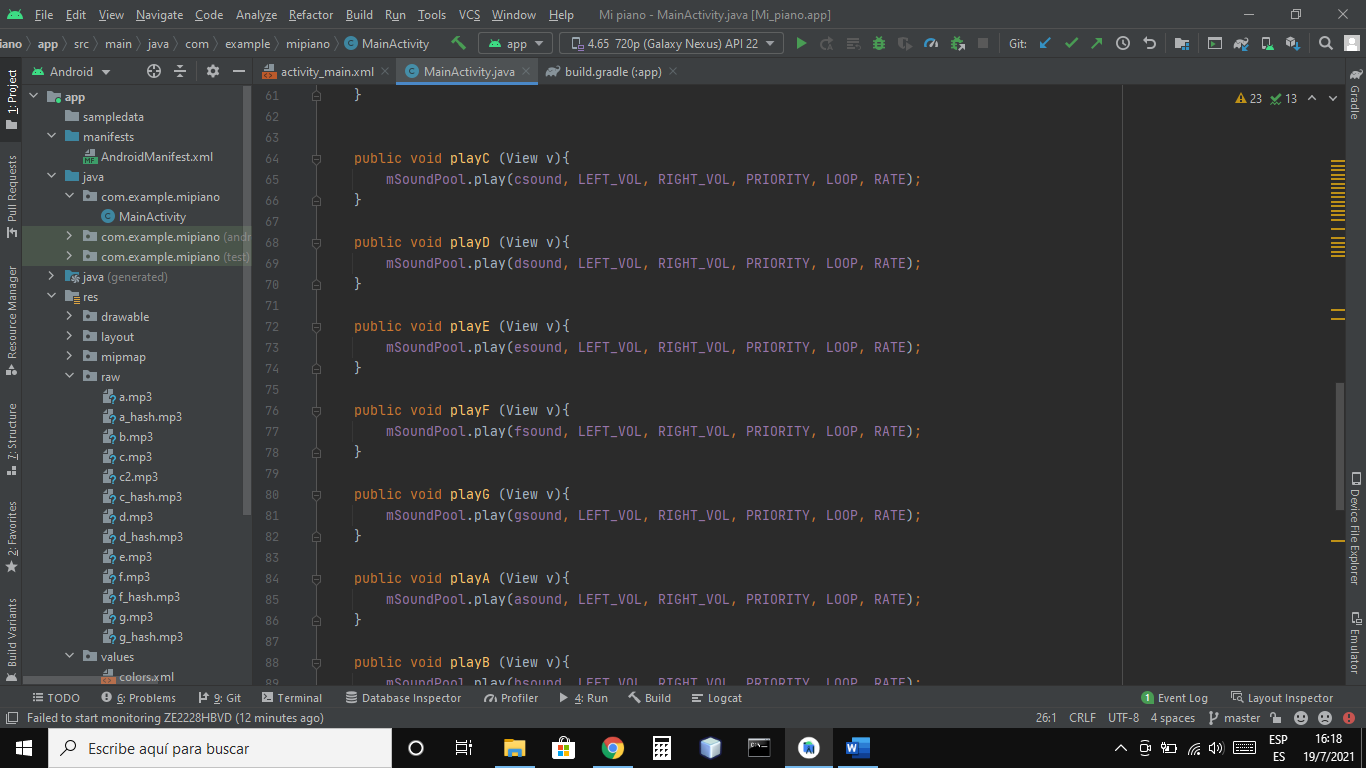 File Edit View Navigate Code Analyze Refactor Build Run Tools VCS Window Help Mi piano - MainActivity.java [Mi_piano.app]
iano app src main java com example mipiano MainActivity app 4.65 720p (Galaxy Nexus) API 22 Git:
Android activity_main.xml MainActivity.java build.gradle (:app)
1: Project
Pull Requests
Resource Manager
7: Structure
2: Favorites
Build Variants
app
sampledata
manifests
AndroidManifest.xml
java
com.example.mipiano
MainActivity
com.example.mipiano (andr
com.example.mipiano (test)
java (generated)
res
drawable
layout
mipmap
raw
a.mp3
a_hash.mp3
b.mp3
c.mp3
c2.mp3
c_hash.mp3
d.mp3
d_hash.mp3
e.mp3
f.mp3
f_hash.mp3
g.mp3
g_hash.mp3
values
colors.xml
23 13
61 }
62
63
64 public void playC (View v){
65 mSoundPool.play(csound, LEFT_VOL, RIGHT_VOL, PRIORITY, LOOP, RATE);
66 }
67
68 public void playD (View v){
69 mSoundPool.play(dsound, LEFT_VOL, RIGHT_VOL, PRIORITY, LOOP, RATE);
70 }
71
72 public void playE (View v){
73 mSoundPool.play(esound, LEFT_VOL, RIGHT_VOL, PRIORITY, LOOP, RATE);
74 }
75
76 public void playF (View v){
77 mSoundPool.play(fsound, LEFT_VOL, RIGHT_VOL, PRIORITY, LOOP, RATE);
78 }
79
80 public void playG (View v){
81 mSoundPool.play(gsound, LEFT_VOL, RIGHT_VOL, PRIORITY, LOOP, RATE);
82 }
83
84 public void playA (View v){
85 mSoundPool.play(asound, LEFT_VOL, RIGHT_VOL, PRIORITY, LOOP, RATE);
86 }
87
88 public void playB (View v){
89 mSoundPool.play(bsound, LEFT_VOL, RIGHT_VOL, PRIORITY, LOOP, RATE);
Gradle
Device File Explorer
Emulator
TODO 6: Problems 9: Git Terminal Database Inspector Profiler 4: Run Build Logcat 1 Event Log Layout Inspector
Failed to start monitoring ZE2228HBVD (12 minutes ago) 26:1 CRLF UTF-8 4 spaces master
Escribe aquí para buscar
ESP
ES
16:18
19/7/2021